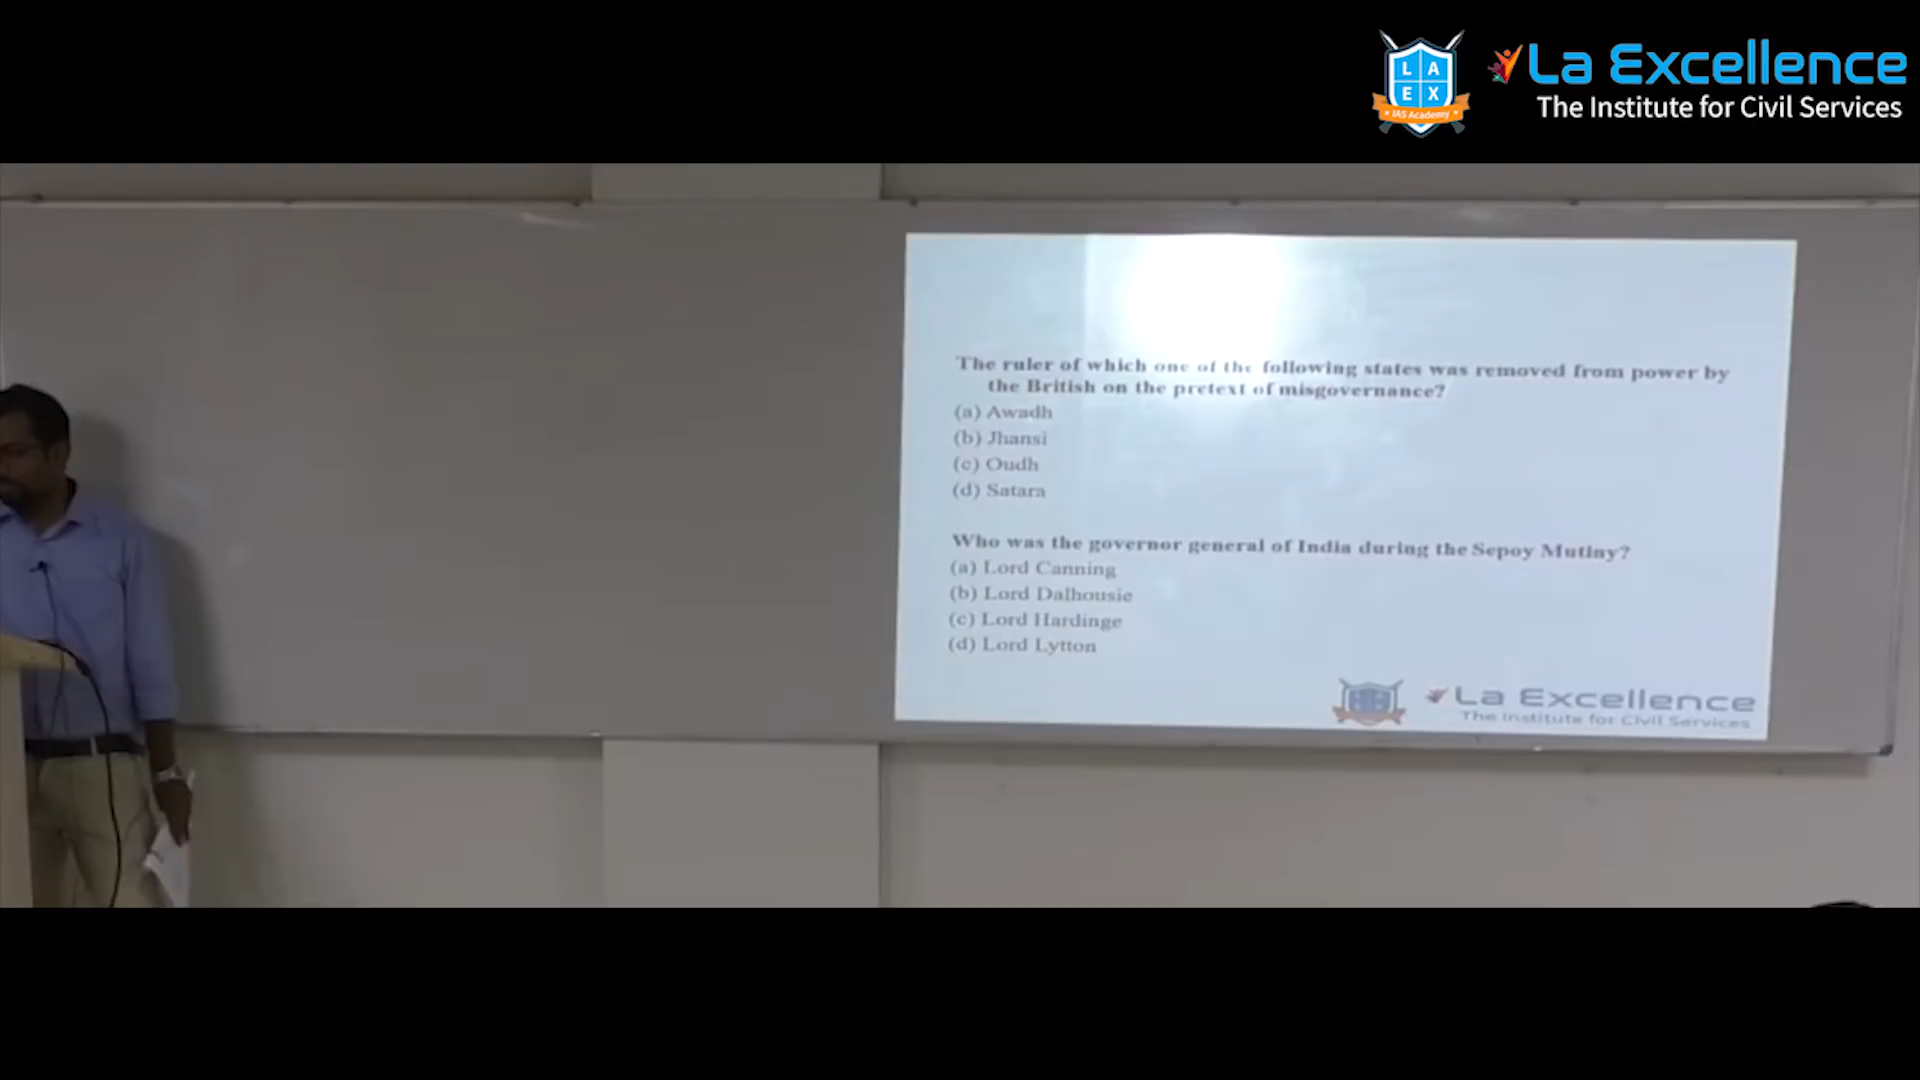 L A
E X
IAS Academy
La Excellence
The Institute for Civil Services
The ruler of which one of the following states was removed from power by
the British on the pretext of misgovernance?
(a) Awadh
(b) Jhansi
(c) Oudh
(d) Satara
Who was the governor general of India during the Sepoy Mutiny?
(a) Lord Canning
(b) Lord Dalhousie
(c) Lord Hardinge
(d) Lord Lytton
La Excellence
The Institute for Civil Services